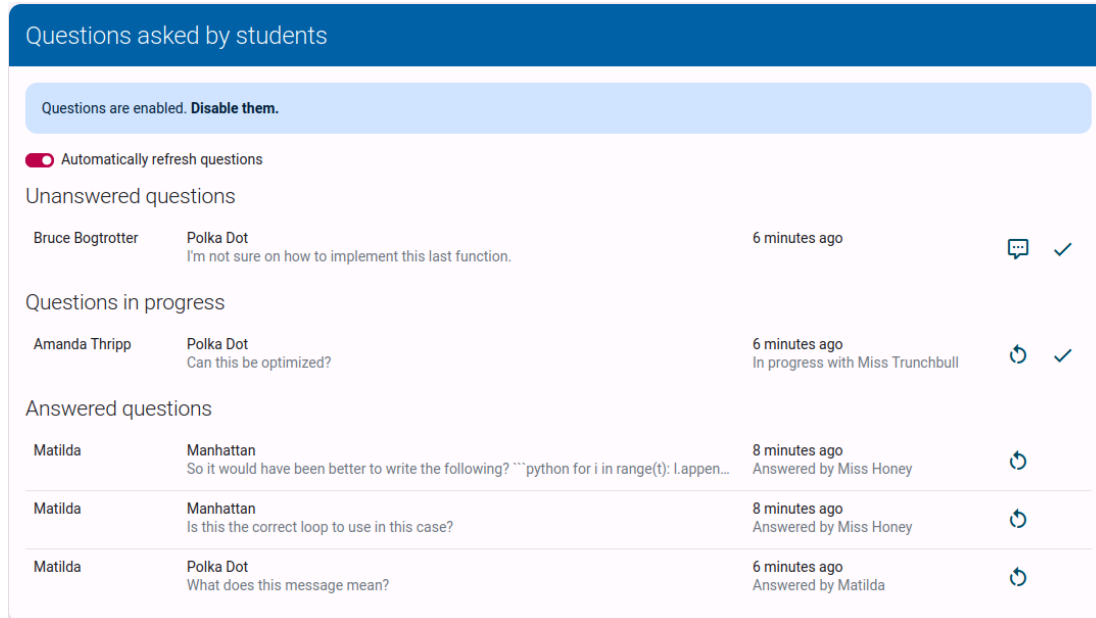 Questions asked by students
Questions are enabled. Disable them.
Automatically refresh questions
Unanswered questions
Bruce Bogtrotter Polka Dot 6 minutes ago
I'm not sure on how to implement this last function.
Questions in progress
Amanda Thripp Polka Dot 6 minutes ago
Can this be optimized? In progress with Miss Trunchbull
Answered questions
Matilda Manhattan 8 minutes ago
So it would have been better to write the following? ```python for i in range(t): l.appen... Answered by Miss Honey
Matilda Manhattan 8 minutes ago
Is this the correct loop to use in this case? Answered by Miss Honey
Matilda Polka Dot 6 minutes ago
What does this message mean? Answered by Matilda